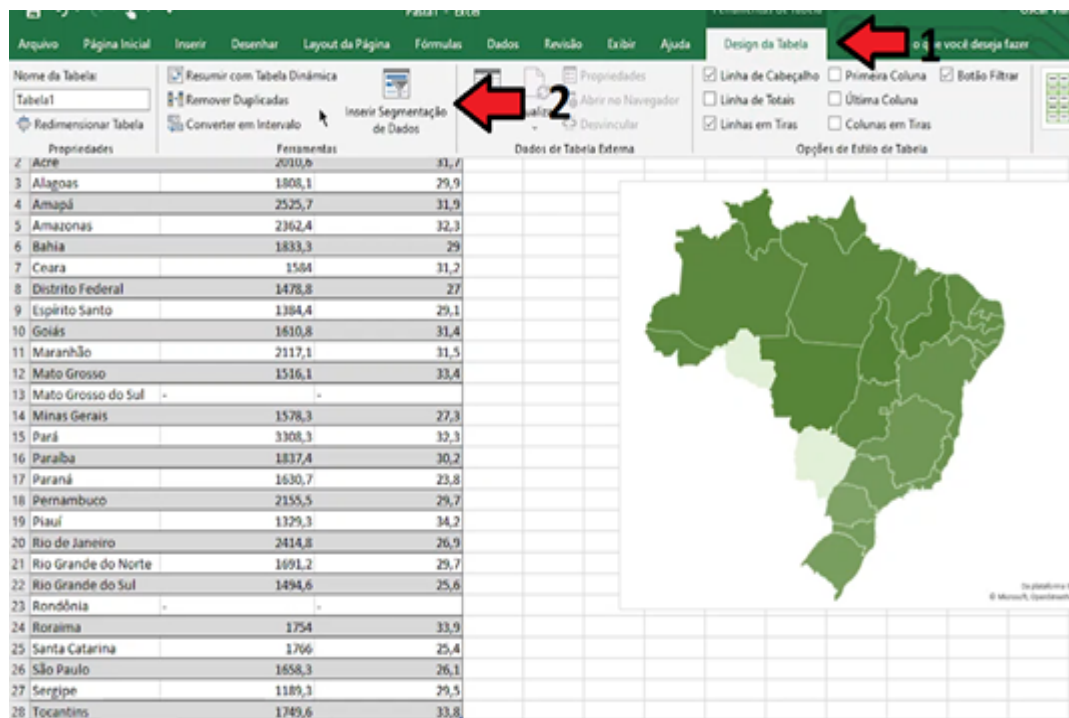 Pasta1 - Excel
Ferramentas de Tabela
Arquivo Página Inicial Inserir Desenhar Layout da Página Fórmulas Dados Revisão Exibir Ajuda Design da Tabela 1 o que você deseja fazer
Nome da Tabela:
Tabela1
Redimensionar Tabela
Propriedades
Resumir com Tabela Dinâmica
Remover Duplicadas
Converter em Intervalo
Inserir Segmentação
de Dados
Ferramentas
2
Propriedades
Abrir no Navegador
Desvincular
Dados de Tabela Externa
Linha de Cabeçalho Primeira Coluna Botão Filtrar
Linha de Totais Última Coluna
Linhas em Tiras Colunas em Tiras
Opções de Estilo de Tabela
2 Acre 2010,6 31,7
3 Alagoas 1808,1 29,9
4 Amapá 2525,7 31,9
5 Amazonas 2362,4 32,3
6 Bahia 1833,3 29
7 Ceara 1584 31,2
8 Distrito Federal 1478,8 27
9 Espírito Santo 1384,4 29,1
10 Goiás 1610,8 31,4
11 Maranhão 2117,1 31,5
12 Mato Grosso 1516,1 33,4
13 Mato Grosso do Sul - -
14 Minas Gerais 1578,3 27,3
15 Pará 3308,3 32,3
16 Paraíba 1837,4 30,2
17 Paraná 1630,7 23,8
18 Pernambuco 2155,5 29,7
19 Piauí 1329,3 34,2
20 Rio de Janeiro 2414,8 26,9
21 Rio Grande do Norte 1691,2 29,7
22 Rio Grande do Sul 1494,6 25,6
23 Rondônia - -
24 Roraima 1754 33,9
25 Santa Catarina 1766 25,4
26 São Paulo 1658,3 26,1
27 Sergipe 1189,3 29,5
28 Tocantins 1749,6 33,8
Da plataforma
© Microsoft, OpenStreetM